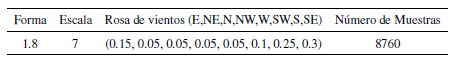 Forma Escala Rosa de vientos (E,NE,N,NW,W,SW,S,SE) Número de Muestras
1.8 7 (0.15, 0.05, 0.05, 0.05, 0.05, 0.1, 0.25, 0.3) 8760